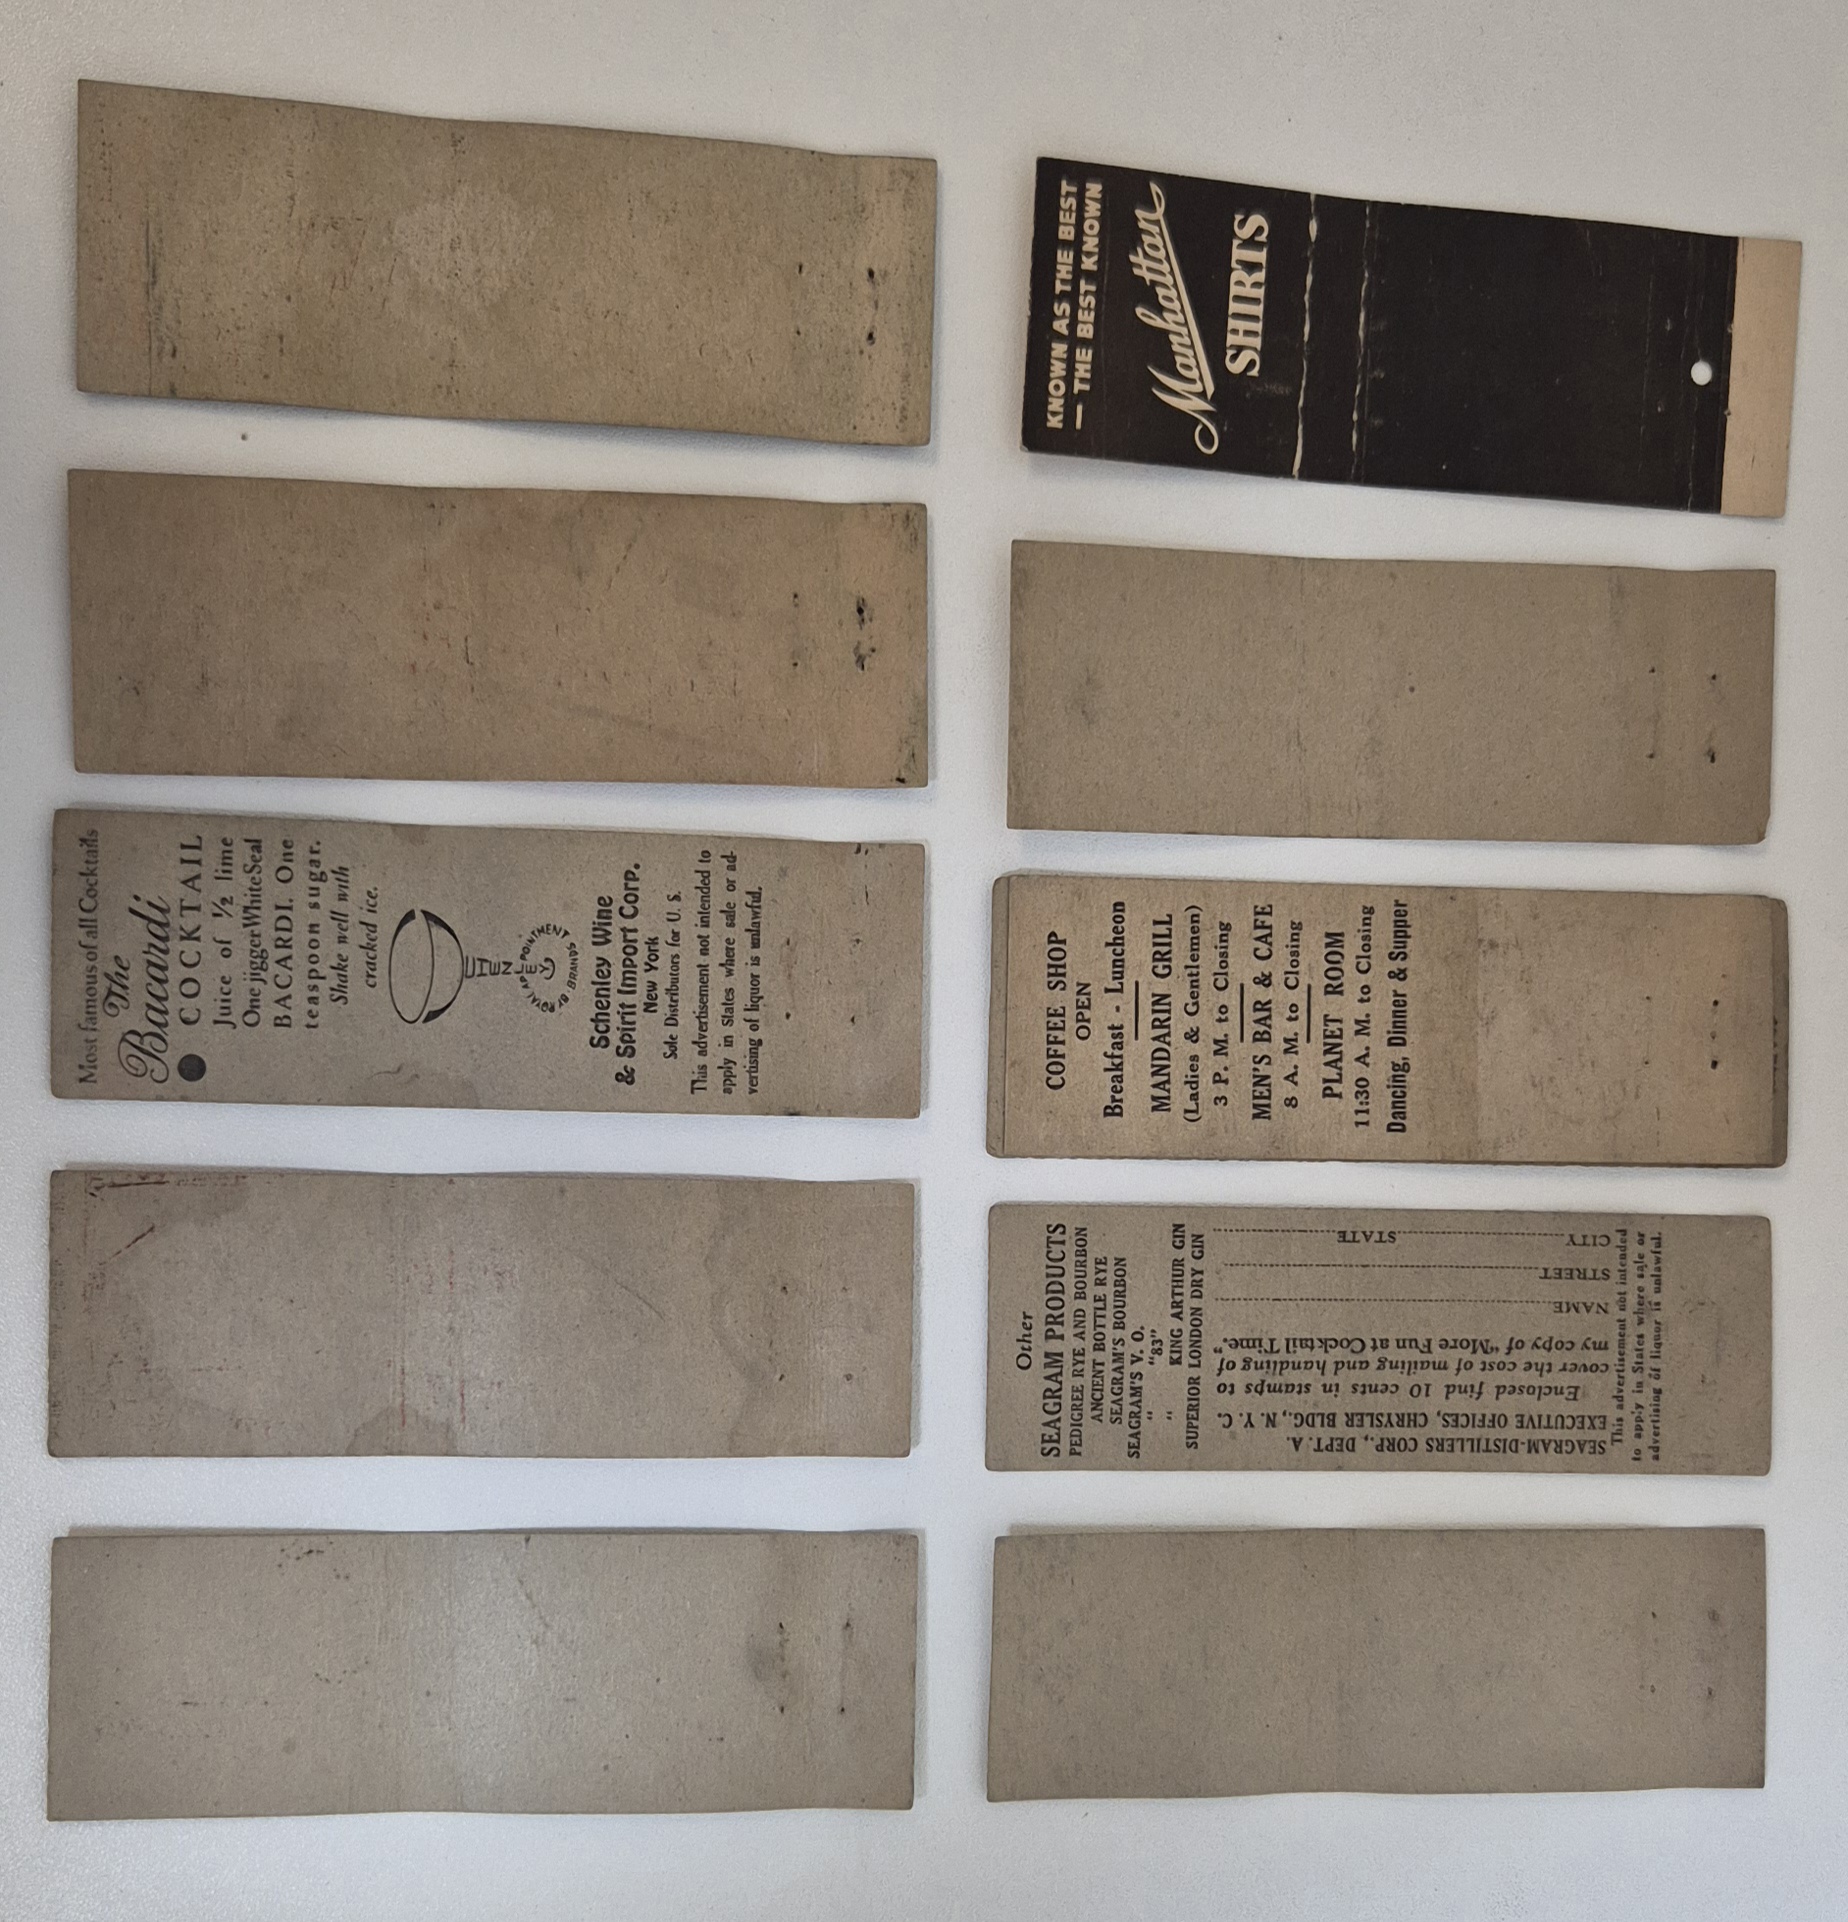 Most famous of all Cocktails
The
Bacardi
COCKTAIL
Juice of ½ lime
One jigger White Seal
BACARDI. One
teaspoon sugar.
Shake well with
cracked ice.
Schenley Wine
& Spirit Import Corp.
New York
Sole Distributors for U. S.
This advertisement not intended to
apply in States where sale or ad-
vertising of liquor is unlawful.
KNOWN AS THE BEST
— THE BEST KNOWN
Manhattan
SHIRTS
COFFEE SHOP
OPEN
Breakfast - Luncheon
MANDARIN GRILL
(Ladies & Gentlemen)
3 P. M. to Closing
MEN'S BAR & CAFE
8 A. M. to Closing
PLANET ROOM
11:30 A. M. to Closing
Dancing, Dinner & Supper
Other
SEAGRAM PRODUCTS
PEDIGREE RYE AND BOURBON
ANCIENT BOTTLE RYE
SEAGRAM'S BOURBON
SEAGRAM'S V. O.
" "83"
" KING ARTHUR GIN
SUPERIOR LONDON DRY GIN
SEAGRAM-DISTILLERS CORP., DEPT. A.
EXECUTIVE OFFICES, CHRYSLER BLDG., N. Y. C.
Enclosed find 10 cents in stamps to
cover the cost of mailing and handling of
my copy of "More Fun at Cocktail Time."
NAME
STREET
CITY STATE
This advertisement not intended
to apply in States where sale or
advertising of liquor is unlawful.